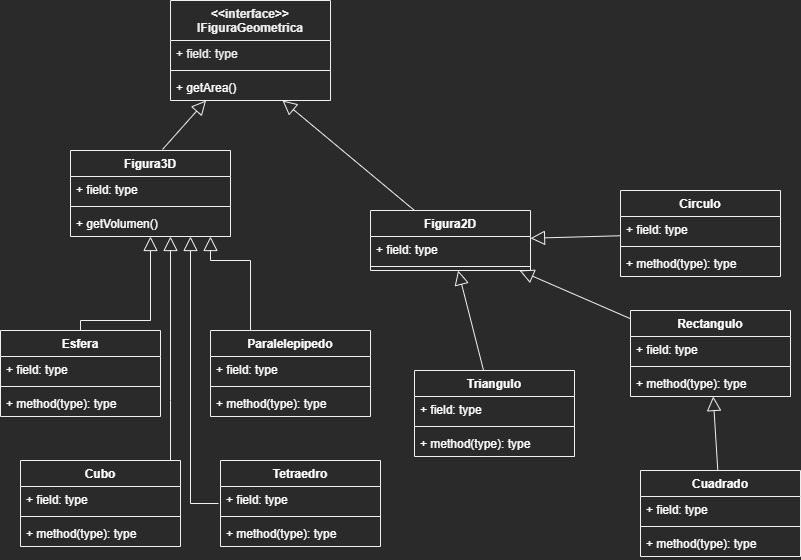 <<interface>>
IFiguraGeometrica
+ field: type
+ getArea()
Figura3D
+ field: type
+ getVolumen()
Figura2D
+ field: type
Circulo
+ field: type
+ method(type): type
Esfera
+ field: type
+ method(type): type
Paralelepipedo
+ field: type
+ method(type): type
Rectangulo
+ field: type
+ method(type): type
Triangulo
+ field: type
+ method(type): type
Cubo
+ field: type
+ method(type): type
Tetraedro
+ field: type
+ method(type): type
Cuadrado
+ field: type
+ method(type): type